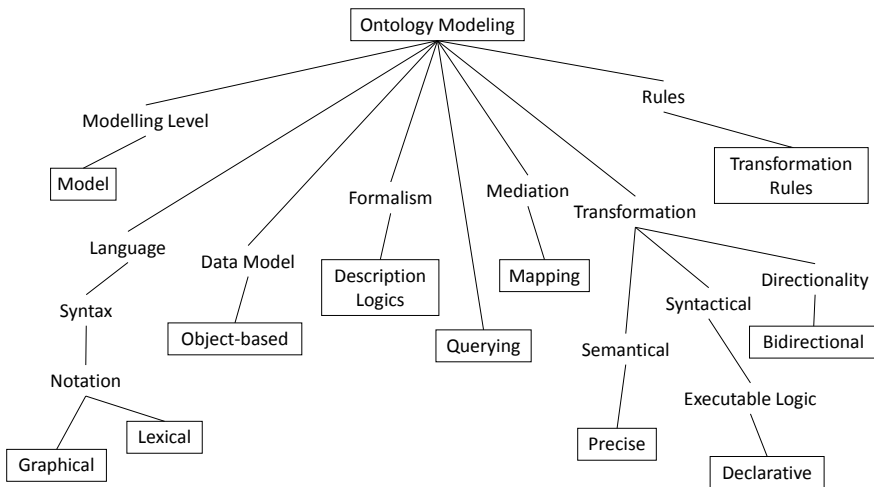 Ontology Modeling
Modelling Level
Model
Language
Syntax
Notation
Graphical
Lexical
Data Model
Object-based
Formalism
Description
Logics
Querying
Mediation
Mapping
Transformation
Semantical
Precise
Syntactical
Executable Logic
Declarative
Directionality
Bidirectional
Rules
Transformation
Rules